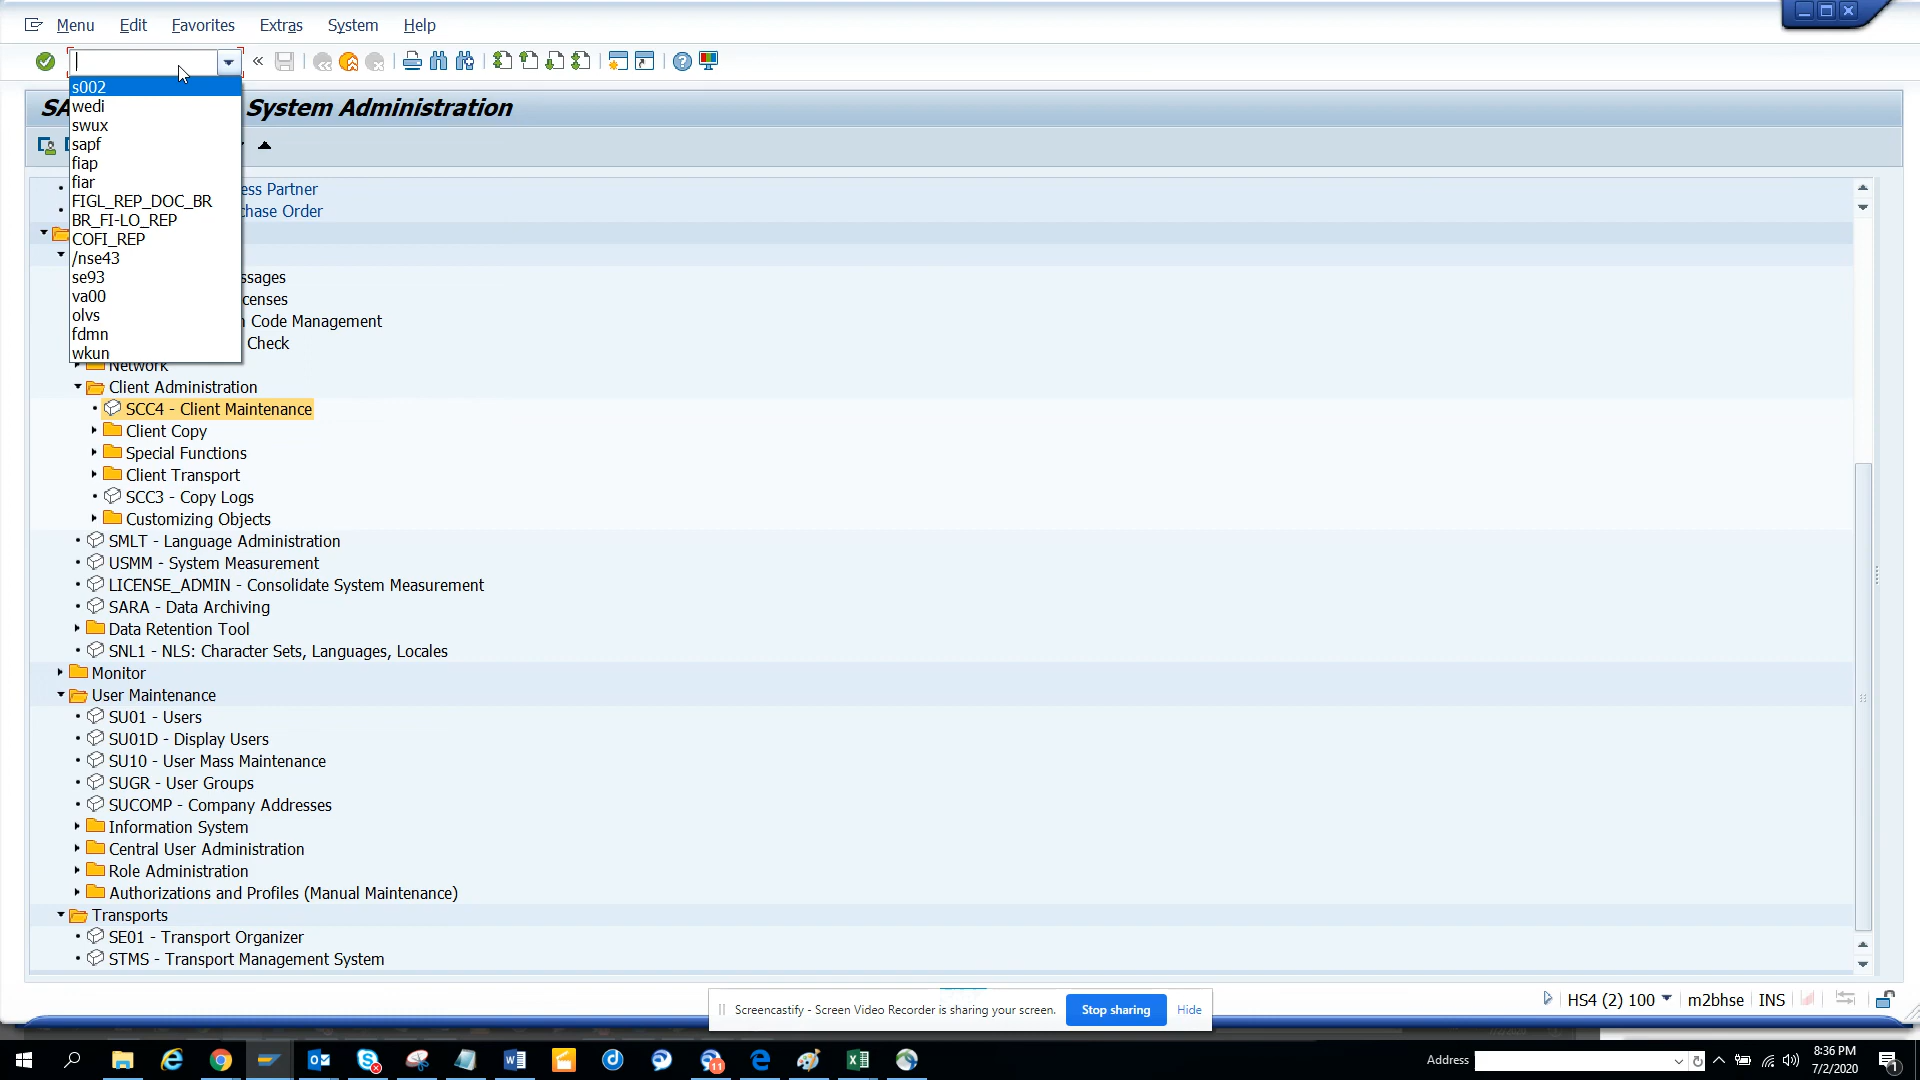 Menu Edit Favorites Extras System Help
s002
wedi
swux
sapf
fiap
fiar
FIGL_REP_DOC_BR
BR_FI-LO_REP
COFI_REP
/nse43
se93
va00
olvs
fdmn
wkun
SA System Administration
ess Partner
chase Order
ssages
censes
n Code Management
Check
Network
Client Administration
SCC4 - Client Maintenance
Client Copy
Special Functions
Client Transport
SCC3 - Copy Logs
Customizing Objects
SMLT - Language Administration
USMM - System Measurement
LICENSE_ADMIN - Consolidate System Measurement
SARA - Data Archiving
Data Retention Tool
SNL1 - NLS: Character Sets, Languages, Locales
Monitor
User Maintenance
SU01 - Users
SU01D - Display Users
SU10 - User Mass Maintenance
SUGR - User Groups
SUCOMP - Company Addresses
Information System
Central User Administration
Role Administration
Authorizations and Profiles (Manual Maintenance)
Transports
SE01 - Transport Organizer
STMS - Transport Management System
Screencastify - Screen Video Recorder is sharing your screen. Stop sharing Hide
HS4 (2) 100 m2bhse INS
Address
8:36 PM
7/2/2020
11
1